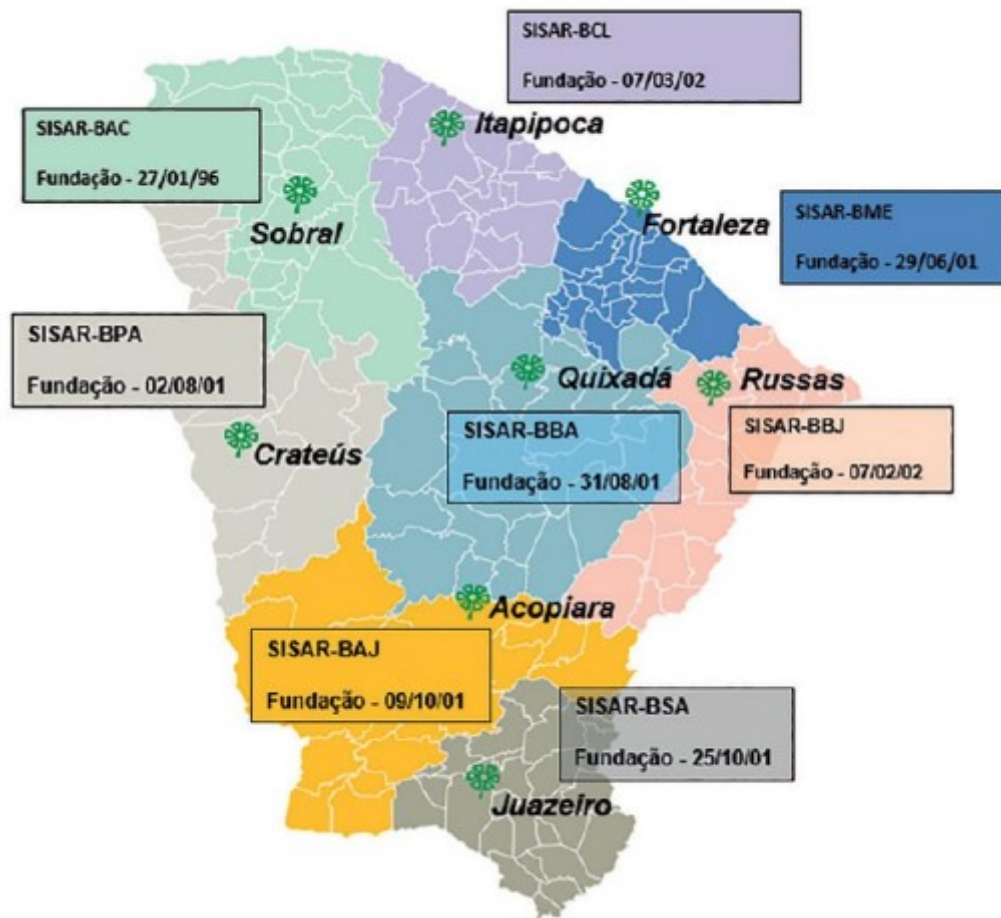 SISAR-BCL
Fundação - 07/03/02
Itapipoca
SISAR-BAC
Fundação - 27/01/96
Sobral
Fortaleza
SISAR-BME
Fundação - 29/06/01
SISAR-BPA
Fundação - 02/08/01
Crateús
Quixadá
Russas
SISAR-BBA
Fundação - 31/08/01
SISAR-BBJ
Fundação - 07/02/02
Acopiara
SISAR-BAJ
Fundação - 09/10/01
SISAR-BSA
Fundação - 25/10/01
Juazeiro